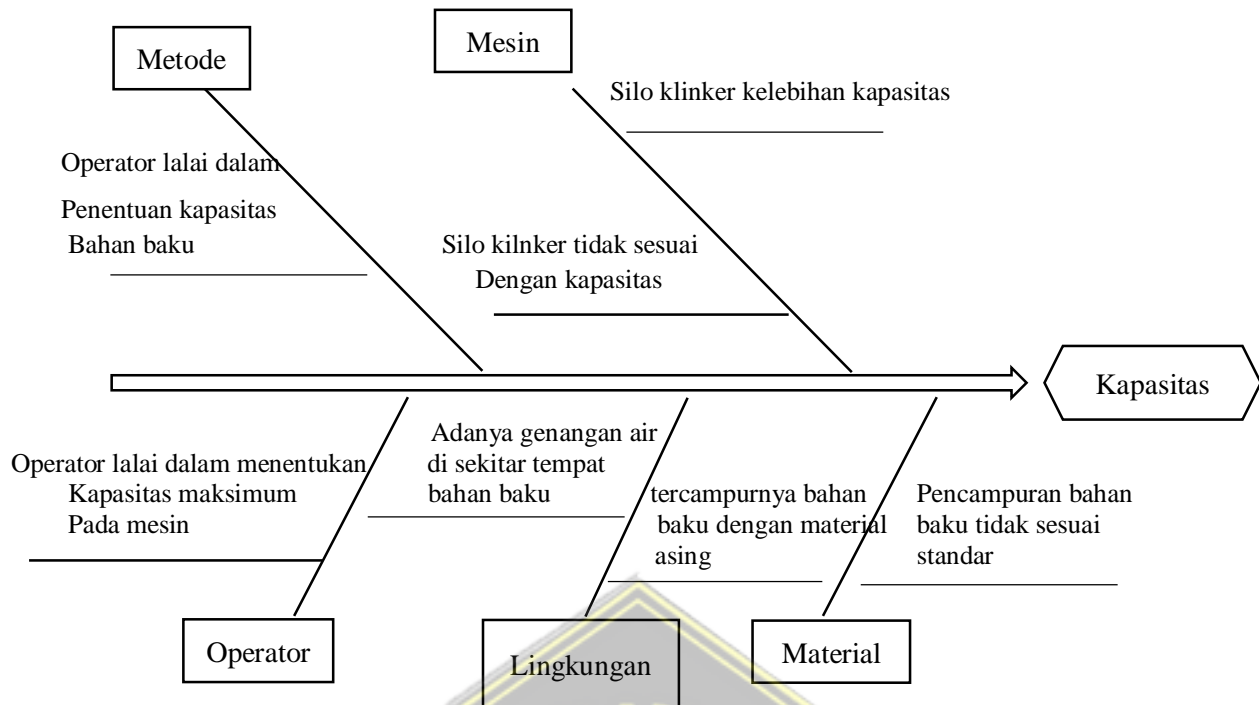 Metode
Mesin
Silo klinker kelebihan kapasitas
Operator lalai dalam
Penentuan kapasitas
Bahan baku
Silo kilnker tidak sesuai
Dengan kapasitas
Kapasitas
Operator lalai dalam menentukan
Kapasitas maksimum
Pada mesin
Adanya genangan air
di sekitar tempat
bahan baku
tercampurnya bahan
baku dengan material
asing
Pencampuran bahan
baku tidak sesuai
standar
Operator
Lingkungan
Material